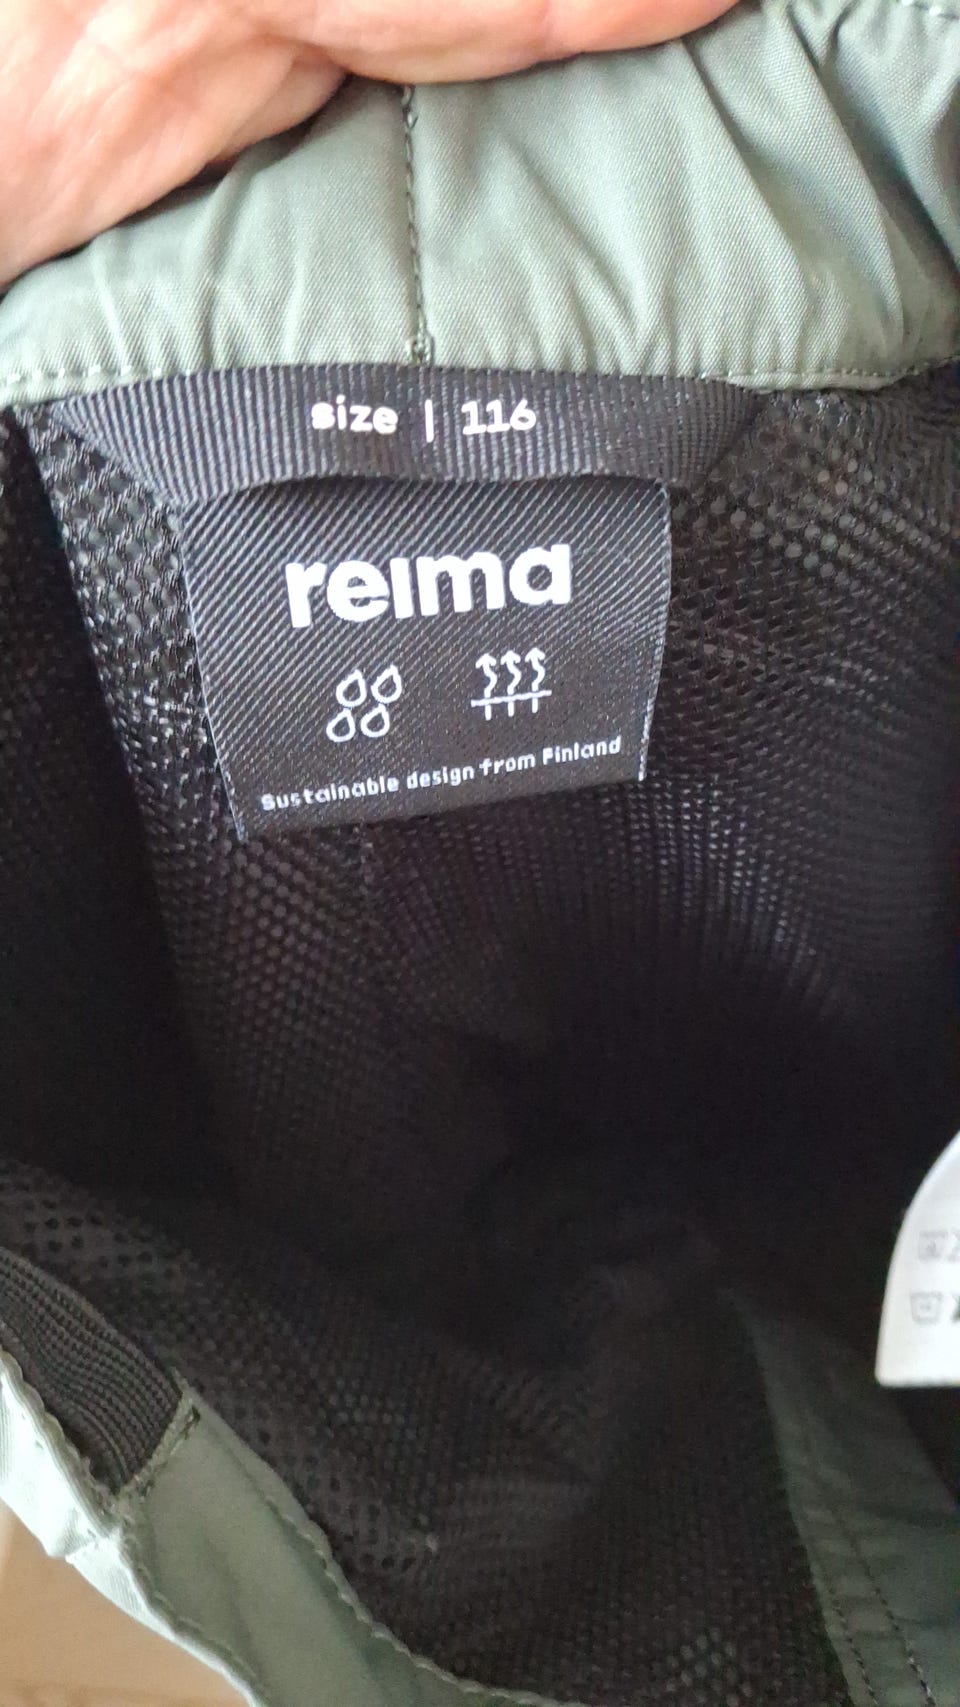 size | 116
reima
Sustainable design from Finland